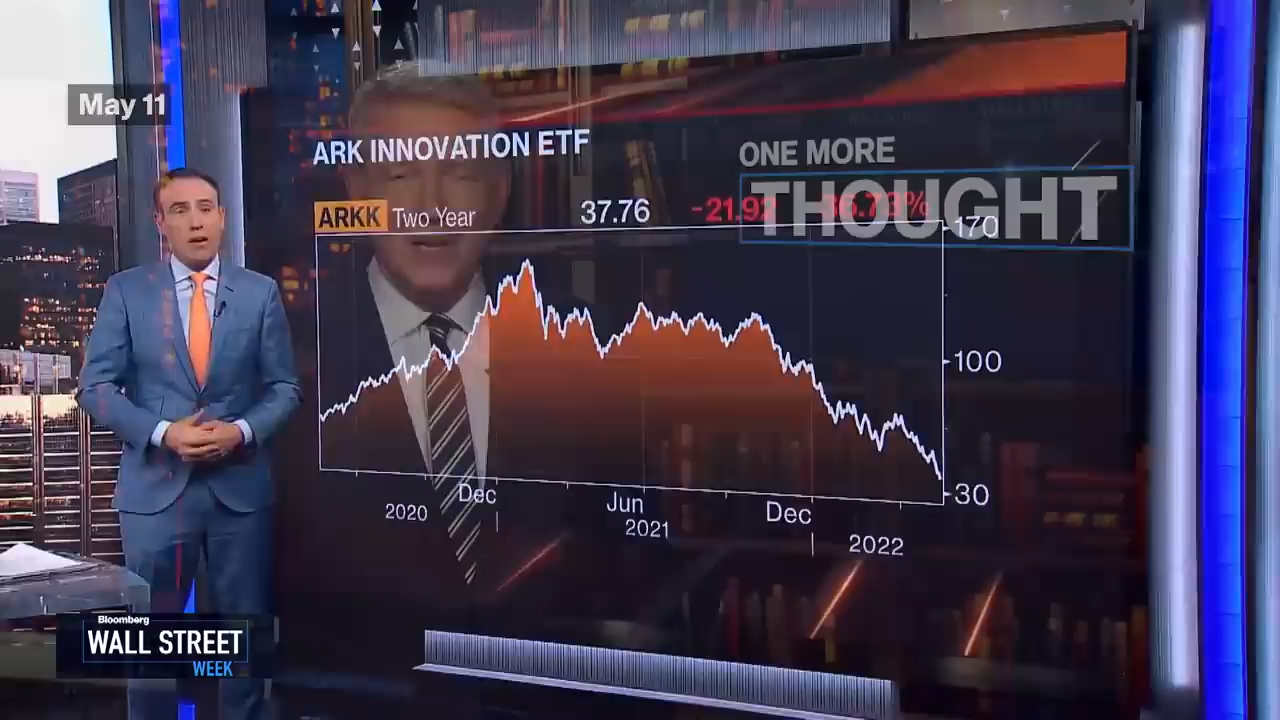 May 11
ARK INNOVATION ETF
ONE MORE
THOUGHT
ARKK Two Year 37.76 -21.92
170
100
30
Dec Jun Dec
2020 2021 2022
Bloomberg
WALL STREET
WEEK